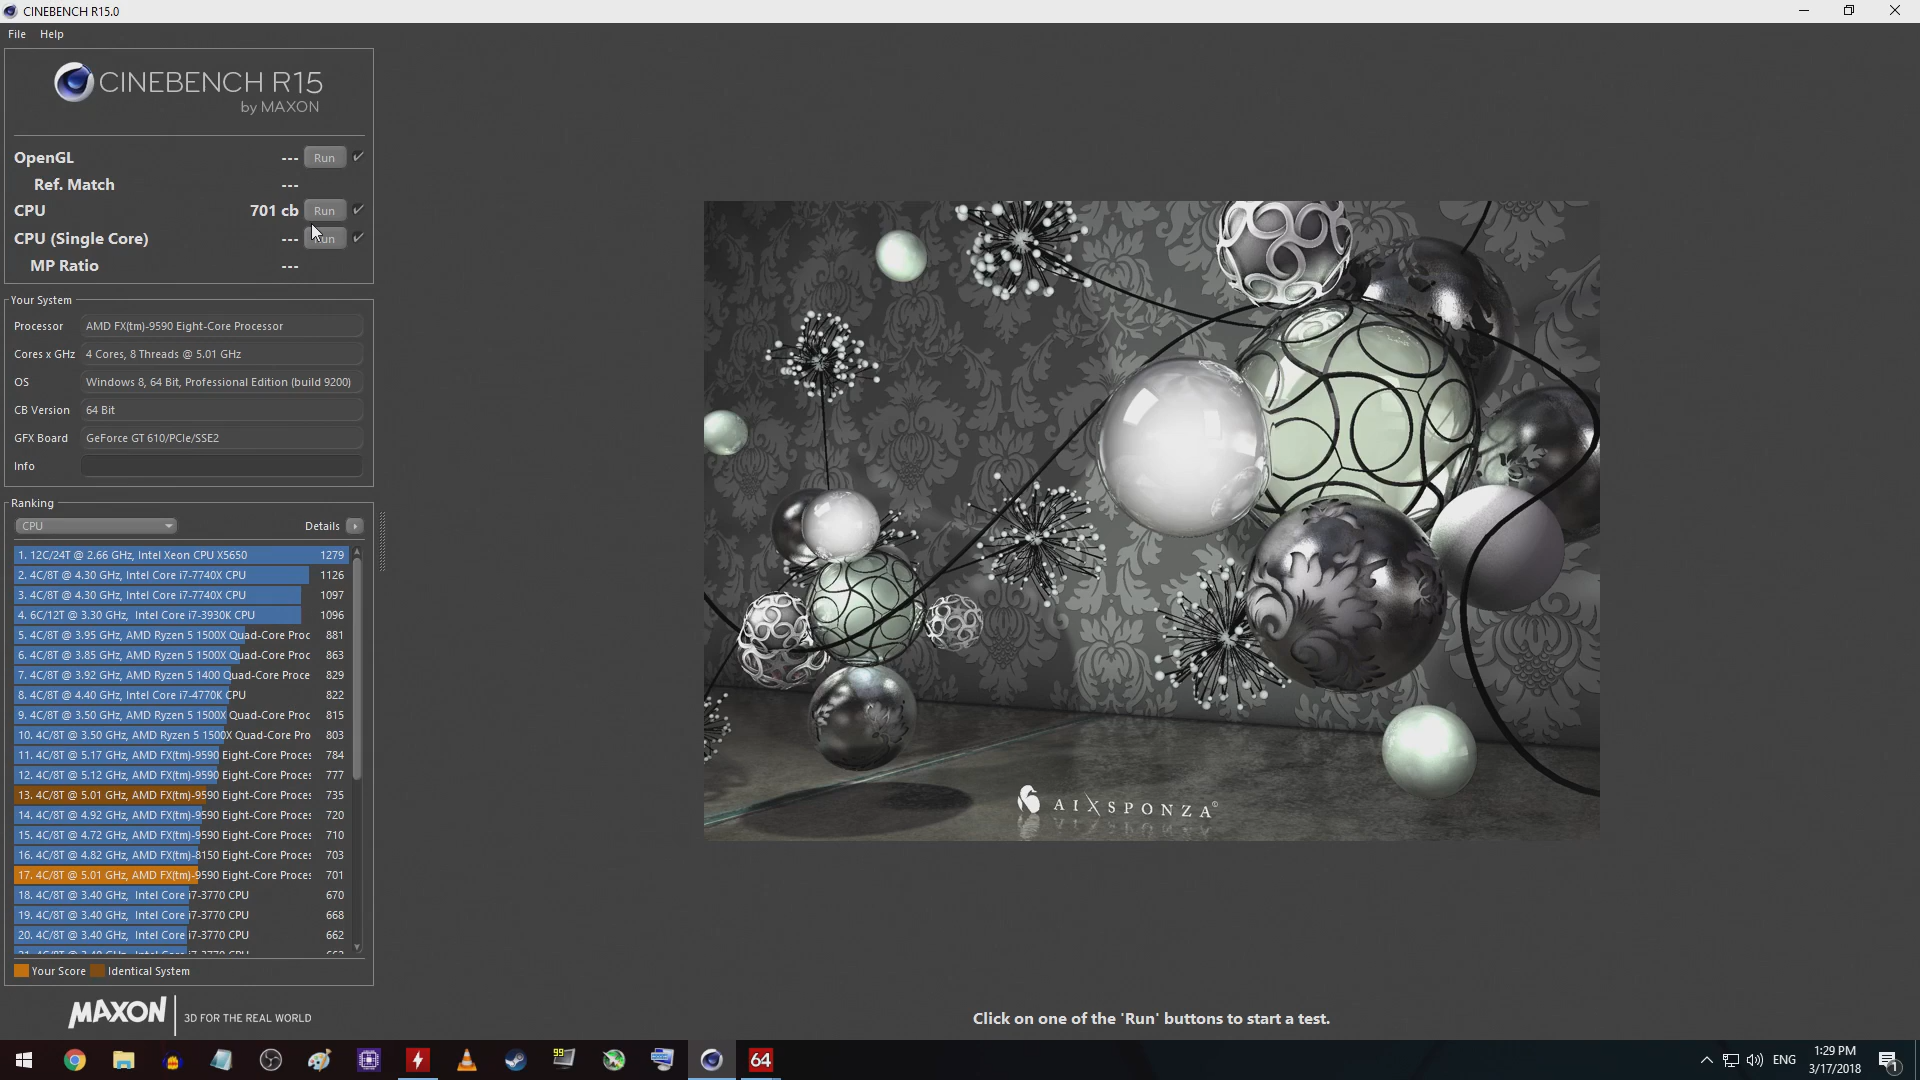 CINEBENCH R15.0
File Help
CINEBENCH R15
by MAXON
OpenGL --- Run
Ref. Match ---
CPU 701 cb Run
CPU (Single Core) --- Run
MP Ratio ---
Your System
Processor AMD FX(tm)-9590 Eight-Core Processor
Cores x GHz 4 Cores, 8 Threads @ 5.01 GHz
OS Windows 8, 64 Bit, Professional Edition (build 9200)
CB Version 64 Bit
GFX Board GeForce GT 610/PCIe/SSE2
Info
Ranking
CPU Details
1. 12C/24T @ 2.66 GHz, Intel Xeon CPU X5650 1279
2. 4C/8T @ 4.30 GHz, Intel Core i7-7740X CPU 1126
3. 4C/8T @ 4.30 GHz, Intel Core i7-7740X CPU 1097
4. 6C/12T @ 3.30 GHz, Intel Core i7-3930K CPU 1096
5. 4C/8T @ 3.95 GHz, AMD Ryzen 5 1500X Quad-Core Proc 881
6. 4C/8T @ 3.85 GHz, AMD Ryzen 5 1500X Quad-Core Proc 863
7. 4C/8T @ 3.92 GHz, AMD Ryzen 5 1400 Quad-Core Proce 829
8. 4C/8T @ 4.40 GHz, Intel Core i7-4770K CPU 822
9. 4C/8T @ 3.50 GHz, AMD Ryzen 5 1500X Quad-Core Proc 815
10. 4C/8T @ 3.50 GHz, AMD Ryzen 5 1500X Quad-Core Pro 803
11. 4C/8T @ 5.17 GHz, AMD FX(tm)-9590 Eight-Core Proces 784
12. 4C/8T @ 5.12 GHz, AMD FX(tm)-9590 Eight-Core Proces 777
13. 4C/8T @ 5.01 GHz, AMD FX(tm)-9590 Eight-Core Proces 735
14. 4C/8T @ 4.92 GHz, AMD FX(tm)-9590 Eight-Core Proces 720
15. 4C/8T @ 4.72 GHz, AMD FX(tm)-9590 Eight-Core Proces 710
16. 4C/8T @ 4.82 GHz, AMD FX(tm)-8150 Eight-Core Proces 703
17. 4C/8T @ 5.01 GHz, AMD FX(tm)-9590 Eight-Core Proces 701
18. 4C/8T @ 3.40 GHz, Intel Core i7-3770 CPU 670
19. 4C/8T @ 3.40 GHz, Intel Core i7-3770 CPU 668
20. 4C/8T @ 3.40 GHz, Intel Core i7-3770 CPU 662
Your Score Identical System
MAXON 3D FOR THE REAL WORLD
AIXSPONZA®
Click on one of the 'Run' buttons to start a test.
99
64
ENG
1:29 PM
3/17/2018
1